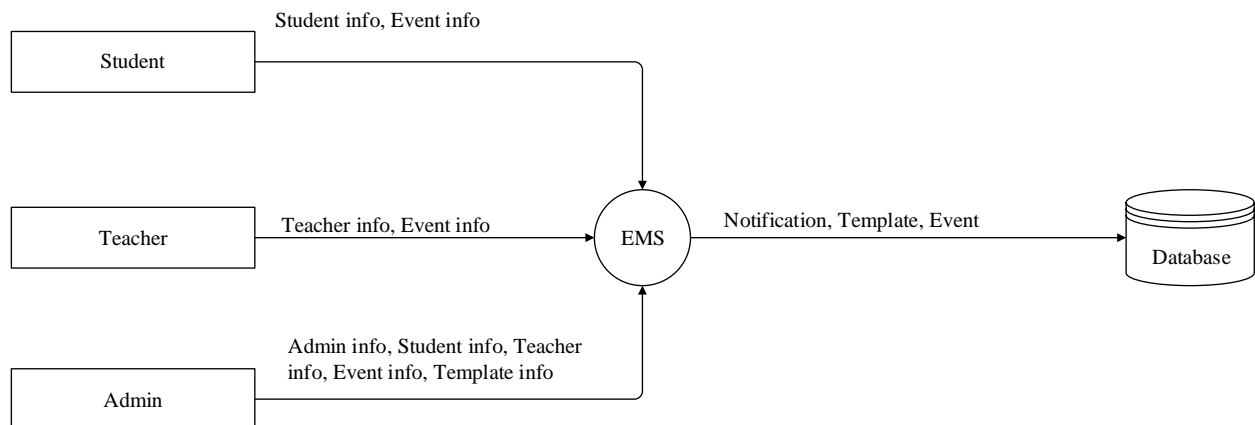 Student info, Event info
Student
Teacher
Teacher info, Event info
EMS
Notification, Template, Event
Database
Admin info, Student info, Teacher
info, Event info, Template info
Admin